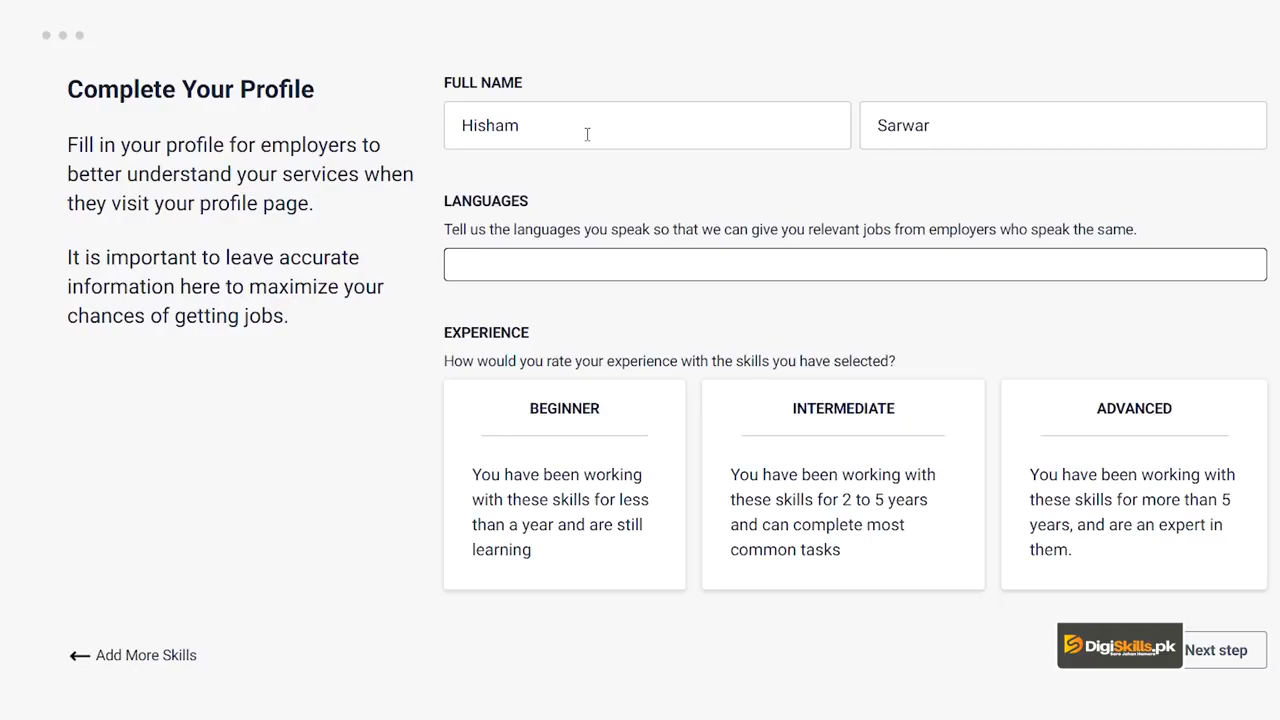 Complete Your Profile
Fill in your profile for employers to
better understand your services when
they visit your profile page.
It is important to leave accurate
information here to maximize your
chances of getting jobs.
FULL NAME
Hisham
Sarwar
LANGUAGES
Tell us the languages you speak so that we can give you relevant jobs from employers who speak the same.
EXPERIENCE
How would you rate your experience with the skills you have selected?
BEGINNER
You have been working
with these skills for less
than a year and are still
learning
INTERMEDIATE
You have been working with
these skills for 2 to 5 years
and can complete most
common tasks
ADVANCED
You have been working with
these skills for more than 5
years, and are an expert in
them.
Add More Skills
DigiSkills.pk
Next step